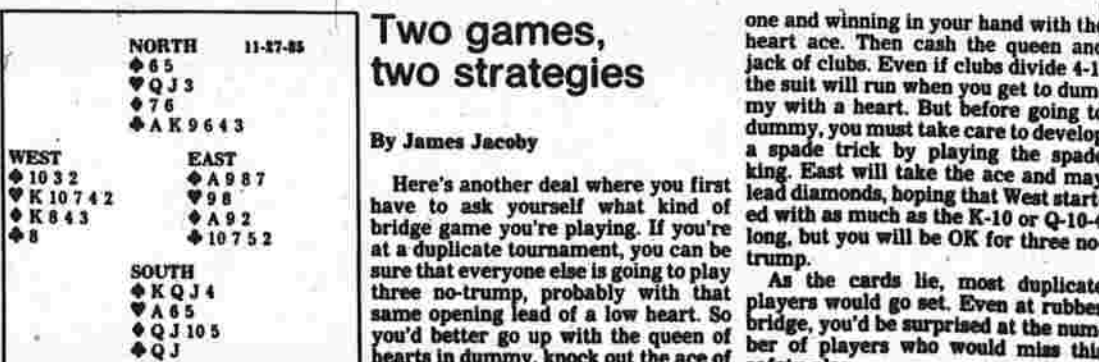 NORTH 11-27-85
♠ 6 5
♥ Q J 3
♦ 7 6
♣ A K 9 6 4 3
WEST EAST
♠ 10 3 2 ♠ A 9 8 7
♥ K 10 7 4 2 ♥ 9 8
♦ K 8 4 3 ♦ A 9 2
♣ 8 ♣ 10 7 5 2
SOUTH
♠ K Q J 4
♥ A 6 5
♦ Q J 10 5
♣ Q J
Two games,
two strategies
By James Jacoby
Here's another deal where you first
have to ask yourself what kind of
bridge game you're playing. If you're
at a duplicate tournament, you can be
sure that everyone else is going to play
three no-trump, probably with that
same opening lead of a low heart. So
you'd better go up with the queen of
hearts in dummy, knock out the ace of
one and winning in your hand with the
heart ace. Then cash the queen and
jack of clubs. Even if clubs divide 4-1
the suit will run when you get to dum-
my with a heart. But before going to
dummy, you must take care to develop
a spade trick by playing the spade
king. East will take the ace and may
lead diamonds, hoping that West start-
ed with as much as the K-10 or Q-10-4
long, but you will be OK for three no-
trump.
As the cards lie, most duplicate
players would go set. Even at rubber
bridge, you'd be surprised at the num-
ber of players who would miss this